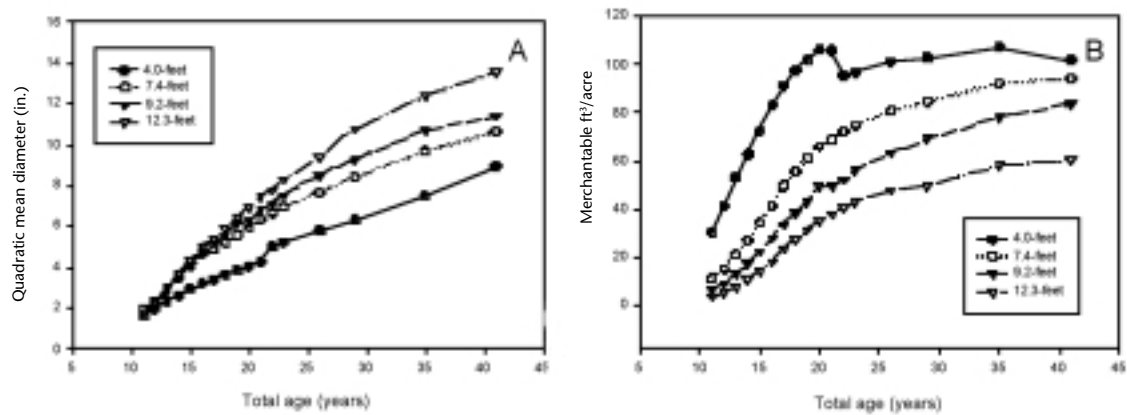 Quadratic mean diameter (in.)
16
14
12
10
8
6
4
2
0
A
4.0-feet
7.4-feet
9.2-feet
12.3-feet
5 10 15 20 25 30 35 40 45
Total age (years)
Merchantable ft³/acre
120
100
80
60
40
20
0
B
4.0-feet
7.4-feet
9.2-feet
12.3-feet
5 10 15 20 25 30 35 40 45
Total age (years)